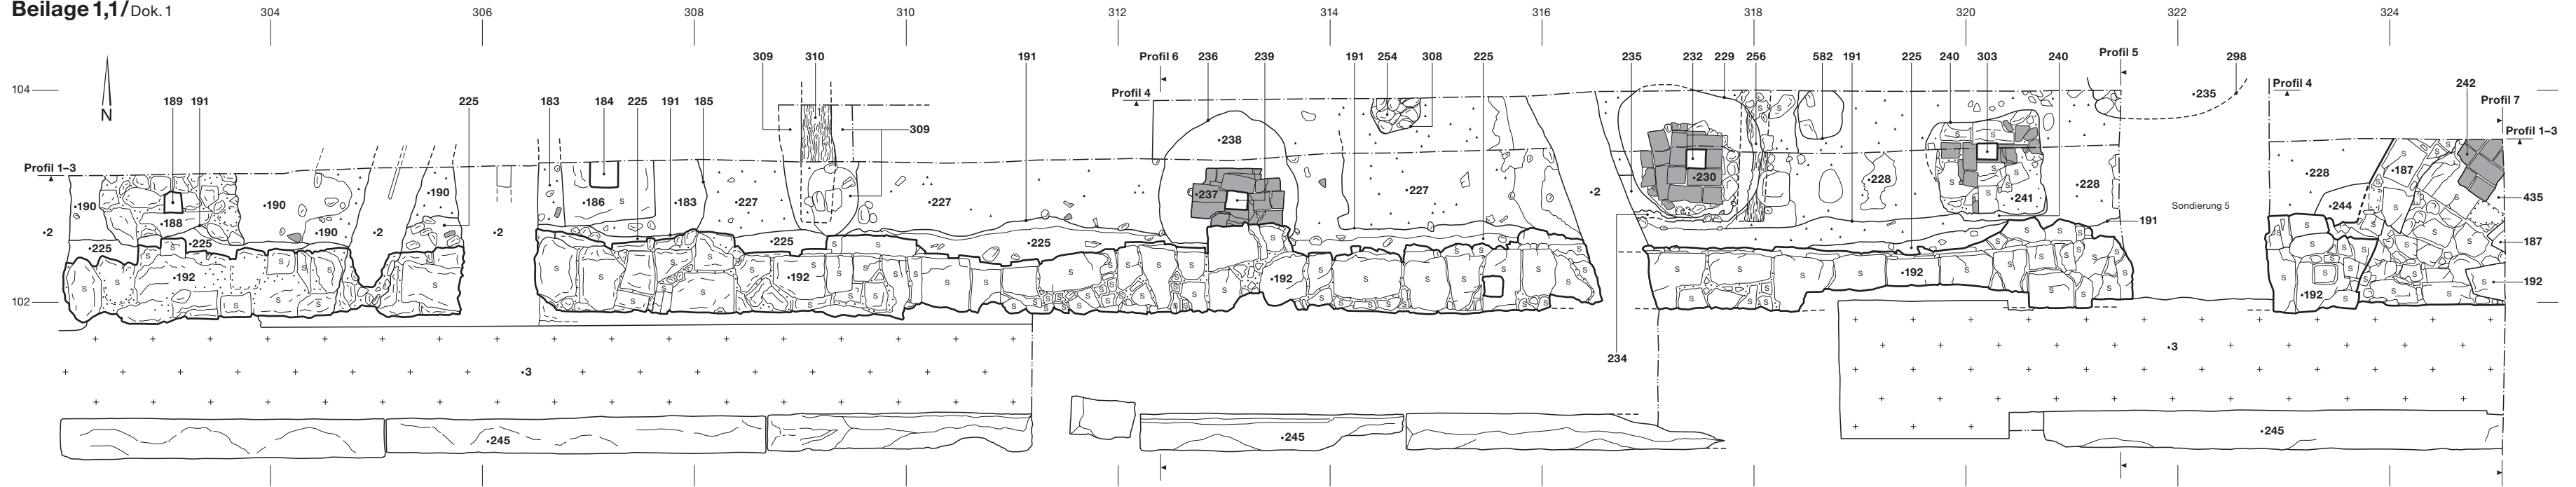 Beilage 1,1/Dok. 1
304 306 308 310 312 314 316 318 320 322 324
309 310 191 Profil 6 236 239 191 254 308 225 235 232 229 256 582 191 225 240 303 240 Profil 5 298
104 Profil 4 •235 Profil 4 242
N 189 191 225 183 184 225 191 185 Profil 7
309 •238 Profil 1–3
Profil 1–3 •190 •237 •227 •2 •230 •228 •228 •228 •187
•190 •188 •190 •190 •186 •183 •227 •227 •241 •244 435
Sondierung 5
•2 •225 •225 •2 •2 •225 •225 234 191 187
102 •192 •192 •192 •192 •192 192
S S S S S S S S S S S S S S S S S S S S
234
•3 •3
•245 •245 •245